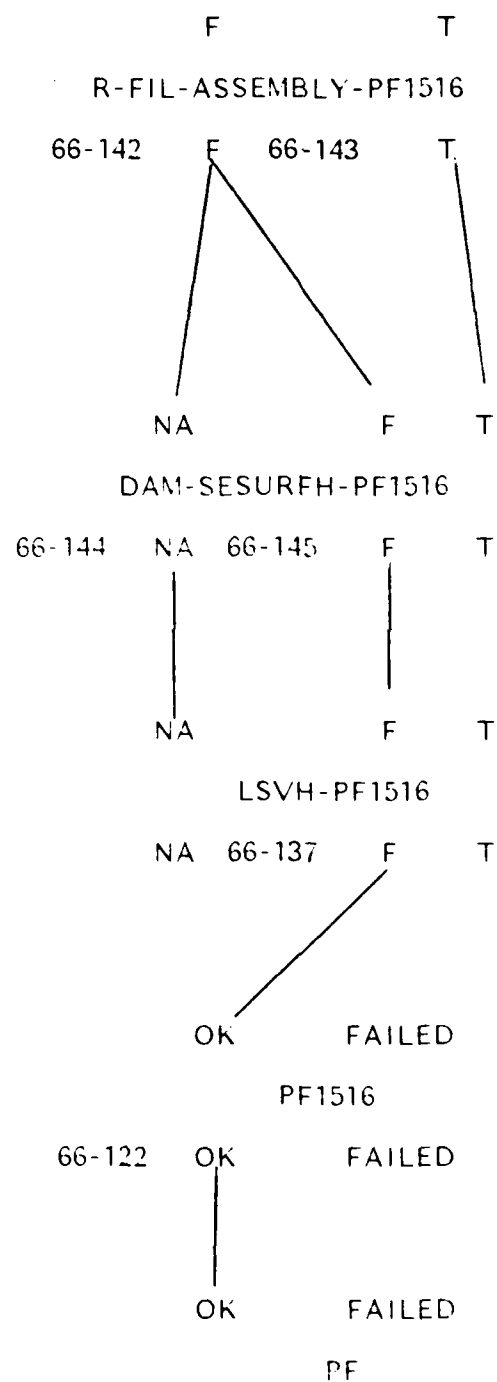 F T
R-FIL-ASSEMBLY-PF1516
66-142 F 66-143 T
NA F T
DAM-SESURFH-PF1516
66-144 NA 66-145 F T
NA F T
LSVH-PF1516
NA 66-137 F T
OK FAILED
PF1516
66-122 OK FAILED
OK FAILED
PF